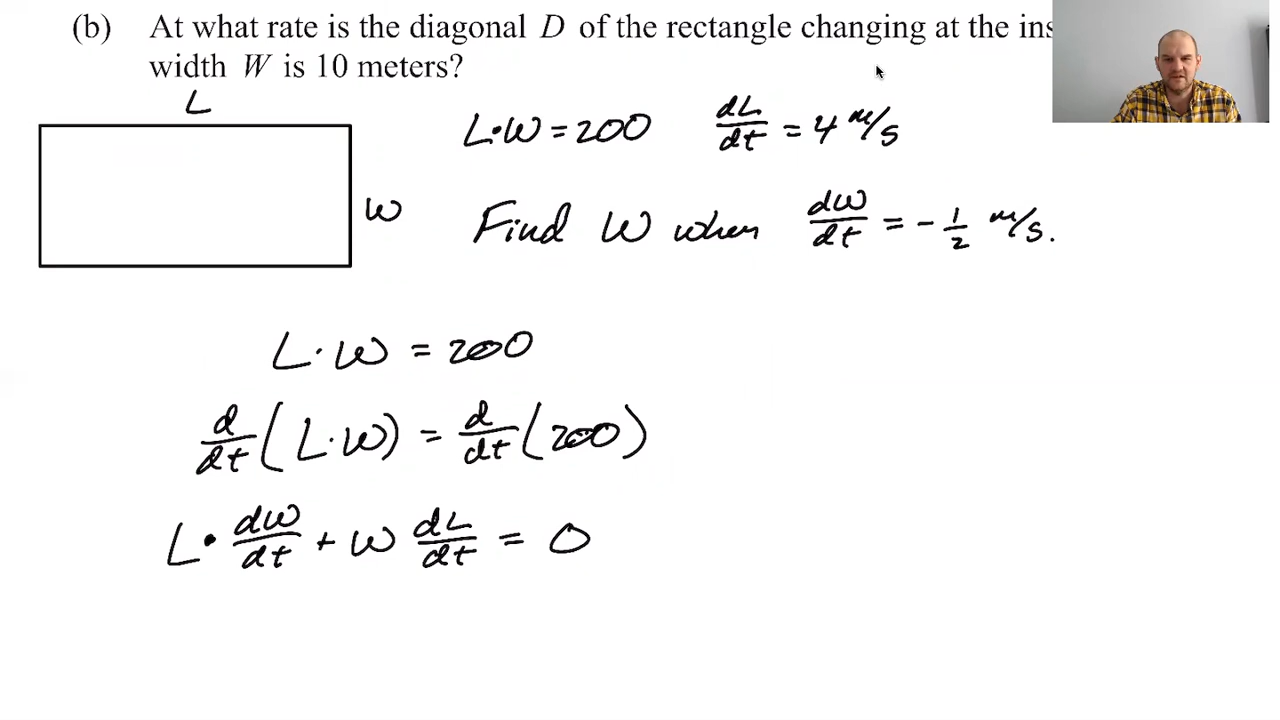 (b) At what rate is the diagonal D of the rectangle changing at the
width W is 10 meters?
L
W
L·W = 200 dL/dt = 4 m/s
Find W when dW/dt = -1/2 m/s.
L·W = 200
d/dt (L·W) = d/dt (200)
L· dW/dt + W dL/dt = 0